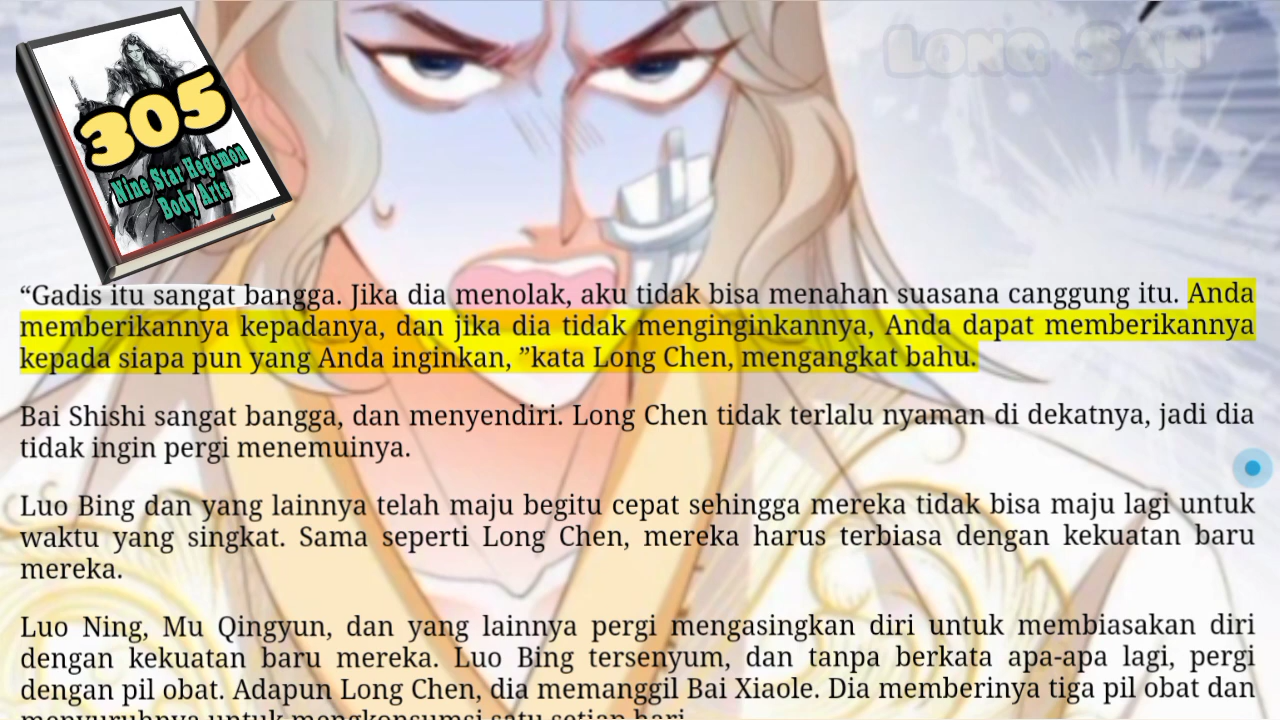 LONG SAN
305
Nine Star Hegemon
Body Arts
“Gadis itu sangat bangga. Jika dia menolak, aku tidak bisa menahan suasana canggung itu. Anda
memberikannya kepadanya, dan jika dia tidak menginginkannya, Anda dapat memberikannya
kepada siapa pun yang Anda inginkan, ”kata Long Chen, mengangkat bahu.
Bai Shishi sangat bangga, dan menyendiri. Long Chen tidak terlalu nyaman di dekatnya, jadi dia
tidak ingin pergi menemuinya.
Luo Bing dan yang lainnya telah maju begitu cepat sehingga mereka tidak bisa maju lagi untuk
waktu yang singkat. Sama seperti Long Chen, mereka harus terbiasa dengan kekuatan baru
mereka.
Luo Ning, Mu Qingyun, dan yang lainnya pergi mengasingkan diri untuk membiasakan diri
dengan kekuatan baru mereka. Luo Bing tersenyum, dan tanpa berkata apa-apa lagi, pergi
dengan pil obat. Adapun Long Chen, dia memanggil Bai Xiaole. Dia memberinya tiga pil obat dan
menyuruhnya untuk mengkonsumsi satu setiap hari.